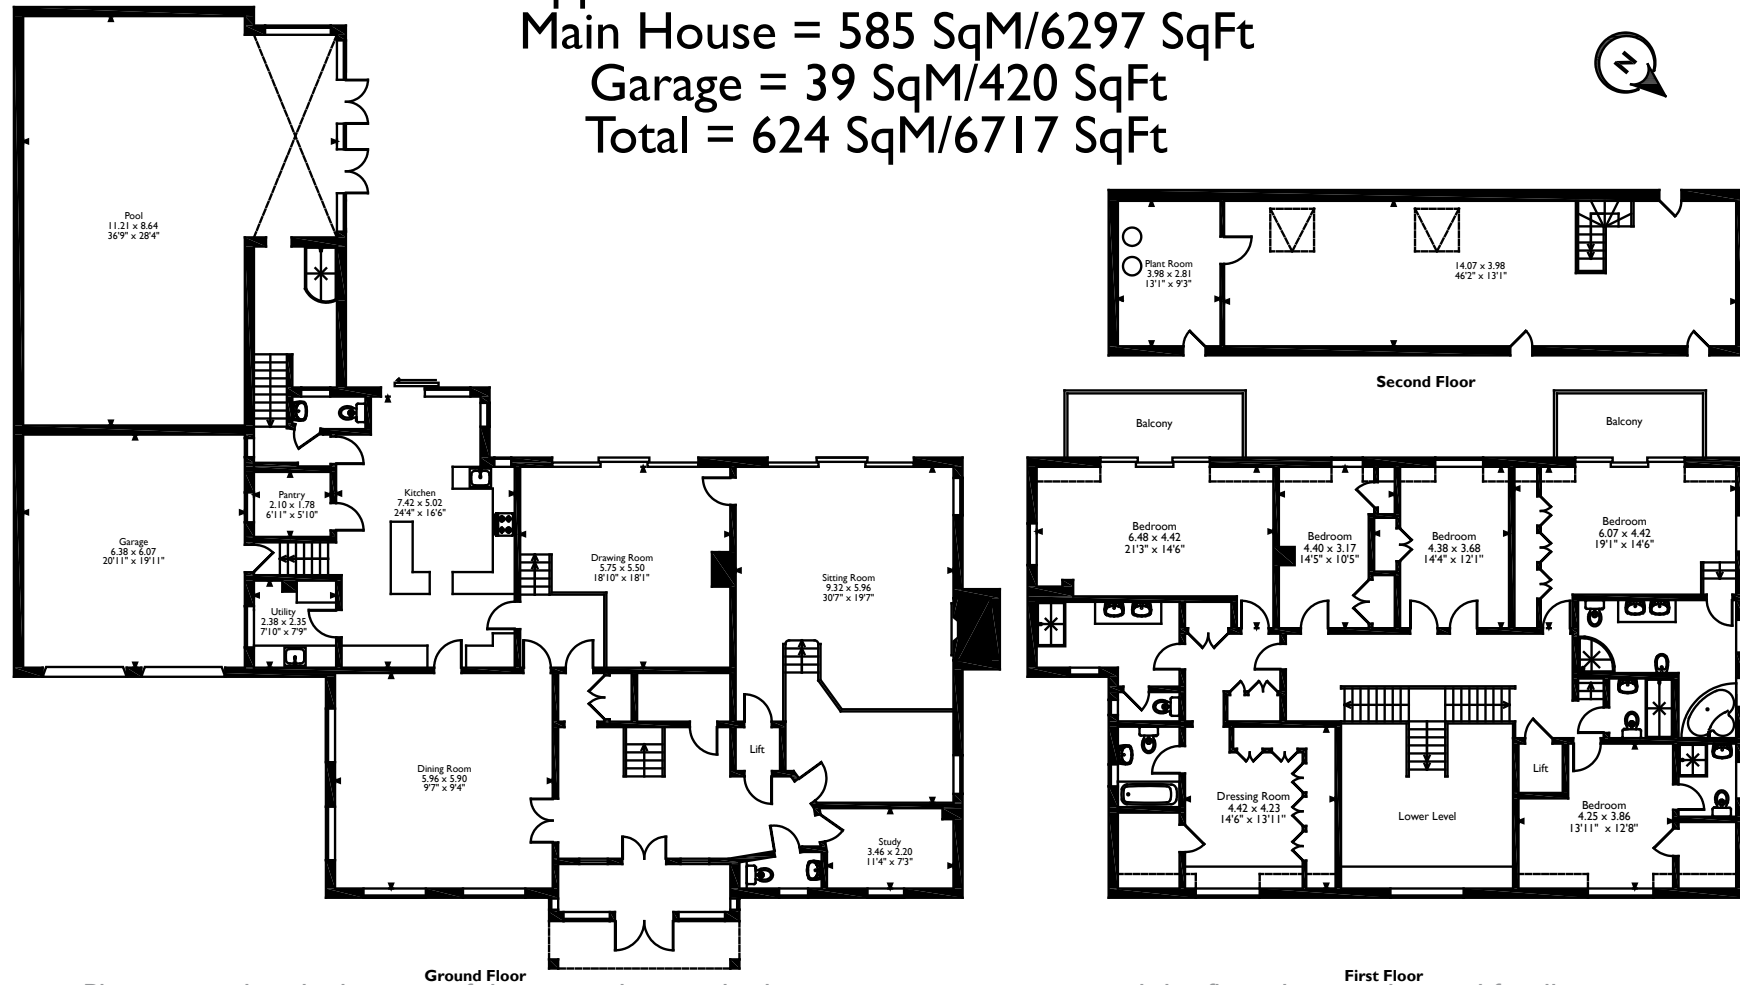 Main House = 585 SqM/6297 SqFt
Garage = 39 SqM/420 SqFt
Total = 624 SqM/6717 SqFt
N
Pool
11.21 x 8.64
36'9" x 28'4"
Plant Room
3.98 x 2.81
13'1" x 9'3"
14.07 x 3.98
46'2" x 13'1"
Second Floor
Balcony
Balcony
Pantry
2.10 x 1.78
6'11" x 5'10"
Kitchen
7.42 x 5.02
24'4" x 16'6"
Garage
6.38 x 6.07
20'11" x 19'11"
Drawing Room
5.75 x 5.50
18'10" x 18'1"
Sitting Room
9.32 x 5.96
30'7" x 19'7"
Utility
2.38 x 2.35
7'10" x 7'9"
Bedroom
6.48 x 4.42
21'3" x 14'6"
Bedroom
4.40 x 3.17
14'5" x 10'5"
Bedroom
4.38 x 3.68
14'4" x 12'1"
Bedroom
6.07 x 4.42
19'1" x 14'6"
Dining Room
5.96 x 5.90
9'7" x 9'4"
Lift
Study
3.46 x 2.20
11'4" x 7'3"
Dressing Room
4.42 x 4.23
14'6" x 13'11"
Lower Level
Lift
Bedroom
4.25 x 3.86
13'11" x 12'8"
Ground Floor
First Floor